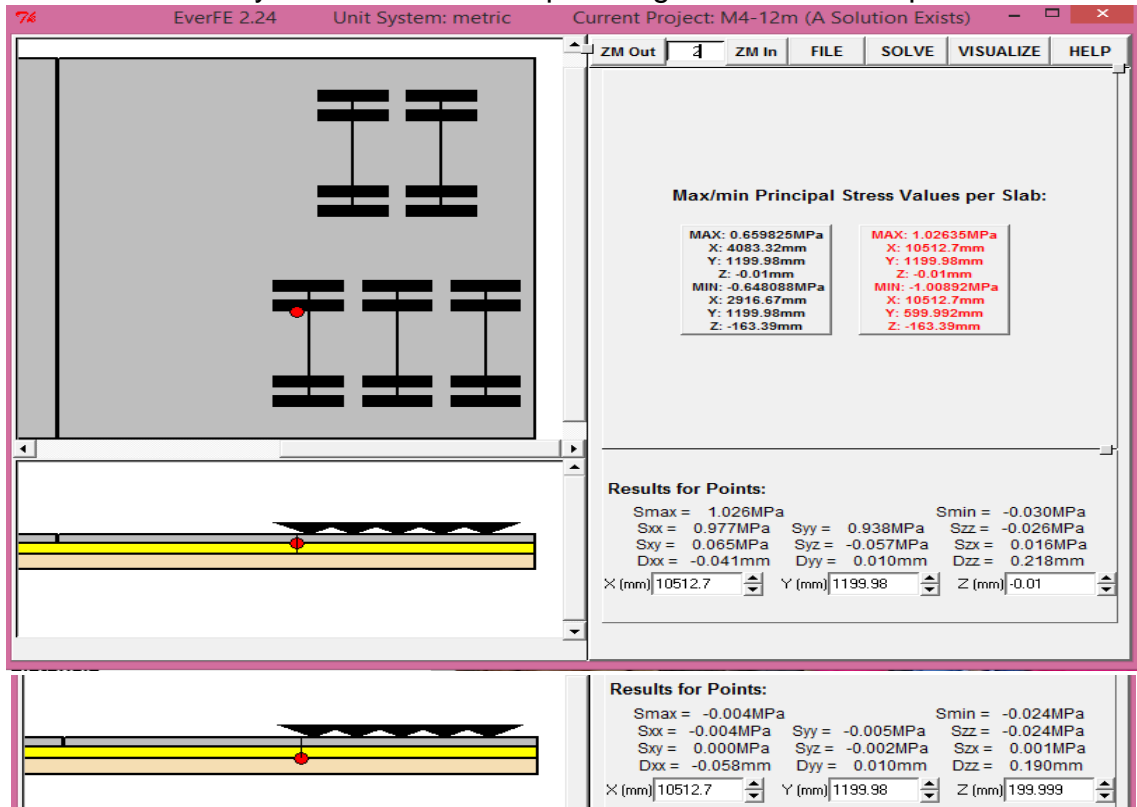 7k EverFE 2.24 Unit System: metric Current Project: M4-12m (A Solution Exists)
ZM Out 2 ZM In FILE SOLVE VISUALIZE HELP
Max/min Principal Stress Values per Slab:
MAX: 0.659825MPa
X: 4083.32mm
Y: 1199.98mm
Z: -0.01mm
MIN: -0.648088MPa
X: 2916.67mm
Y: 1199.98mm
Z: -163.39mm
MAX: 1.02635MPa
X: 10512.7mm
Y: 1199.98mm
Z: -0.01mm
MIN: -1.00892MPa
X: 10512.7mm
Y: 599.992mm
Z: -163.39mm
Results for Points:
Smax = 1.026MPa Smin = -0.030MPa
Sxx = 0.977MPa Syy = 0.938MPa Szz = -0.026MPa
Sxy = 0.065MPa Syz = -0.057MPa Szx = 0.016MPa
Dxx = -0.041mm Dyy = 0.010mm Dzz = 0.218mm
X (mm) 10512.7 Y (mm) 1199.98 Z (mm) -0.01
Results for Points:
Smax = -0.004MPa Smin = -0.024MPa
Sxx = -0.004MPa Syy = -0.005MPa Szz = -0.024MPa
Sxy = 0.000MPa Syz = -0.002MPa Szx = 0.001MPa
Dxx = -0.058mm Dyy = 0.010mm Dzz = 0.190mm
X (mm) 10512.7 Y (mm) 1199.98 Z (mm) 199.999